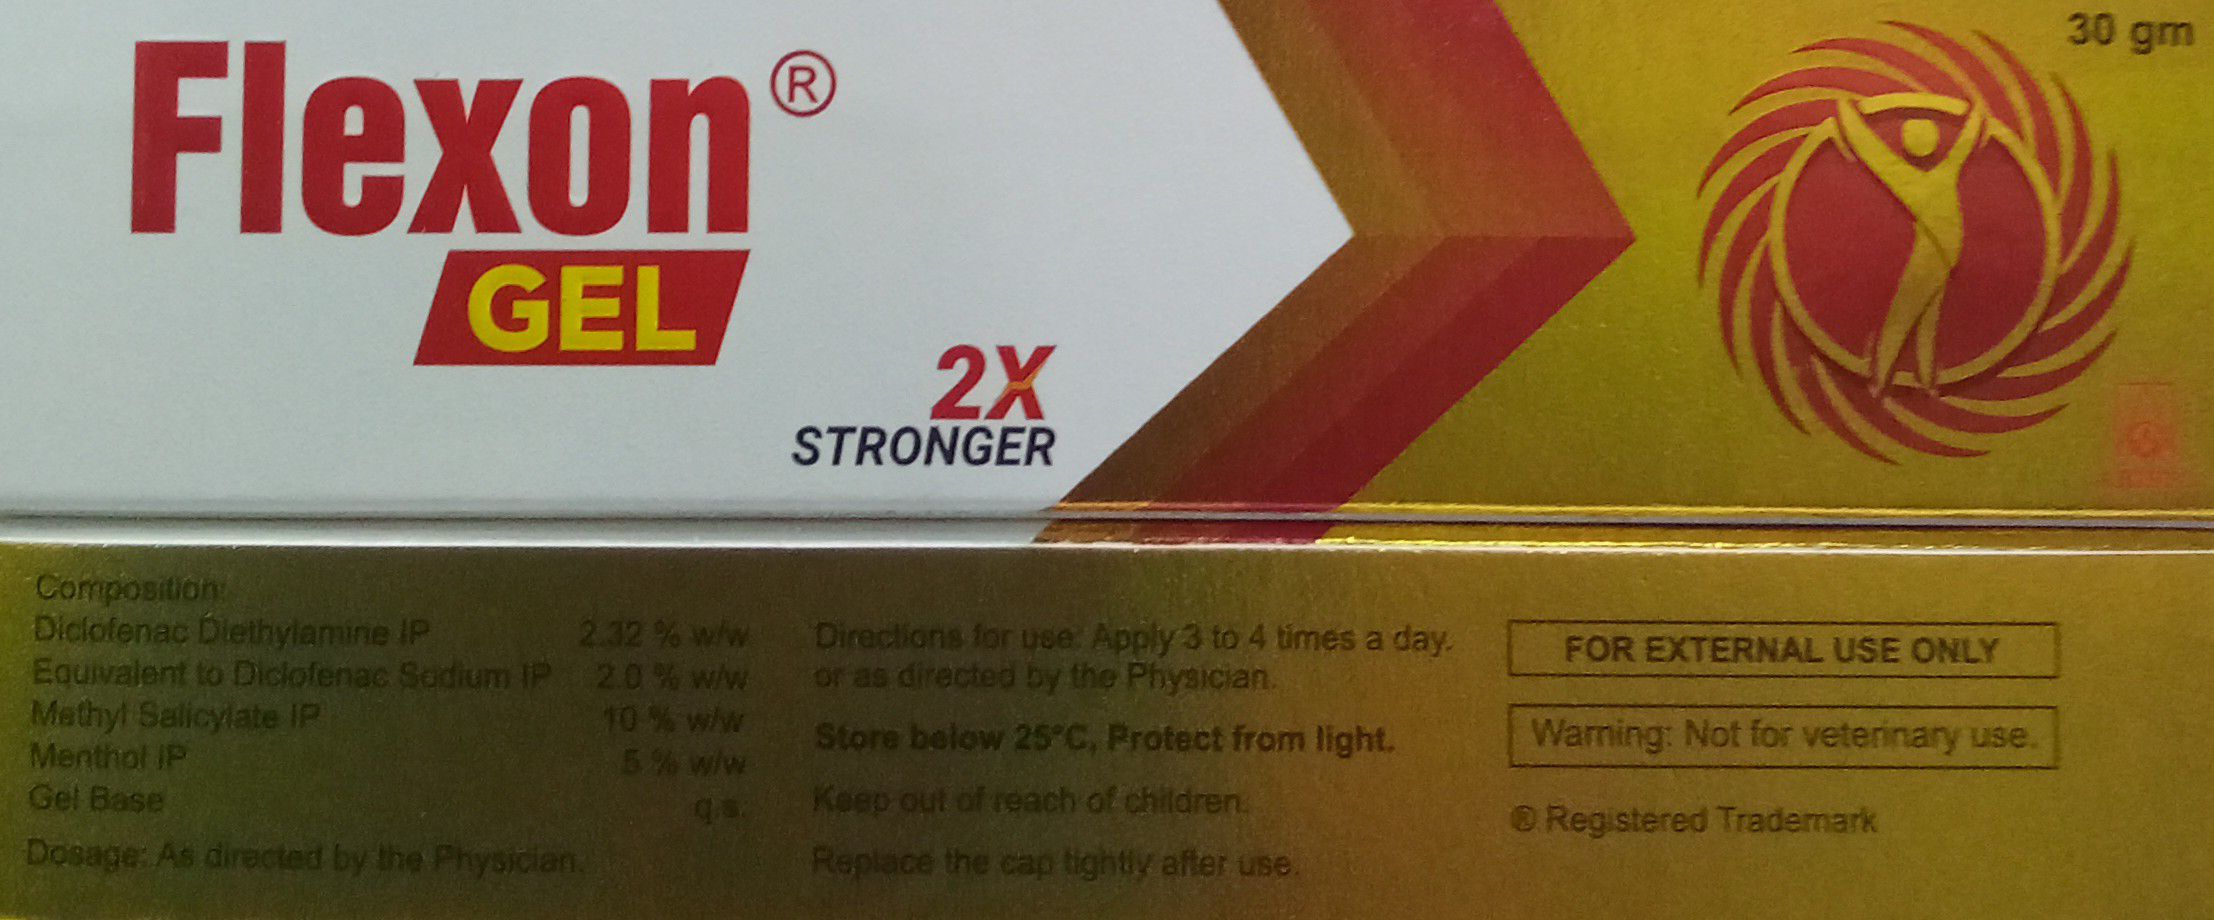 30 gm
Flexon®
GEL
2X
STRONGER
Composition:
Diclofenac Diethylamine IP 2.32 % w/w
Equivalent to Diclofenac Sodium IP 2.0 % w/w
Methyl Salicylate IP 10 % w/w
Menthol IP 5 % w/w
Gel Base q.s.
Dosage: As directed by the Physician.
Directions for use: Apply 3 to 4 times a day.
or as directed by the Physician.
Store below 25°C, Protect from light.
Keep out of reach of children.
Replace the cap tightly after use.
FOR EXTERNAL USE ONLY
Warning: Not for veterinary use.
® Registered Trademark